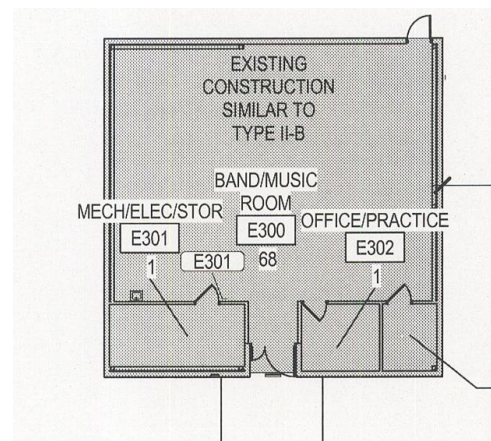 EXISTING
CONSTRUCTION
SIMILAR TO
TYPE II-B
BAND/MUSIC
ROOM
E300
68
MECH/ELEC/STOR
E301
1
E301
OFFICE/PRACTICE
E302
1